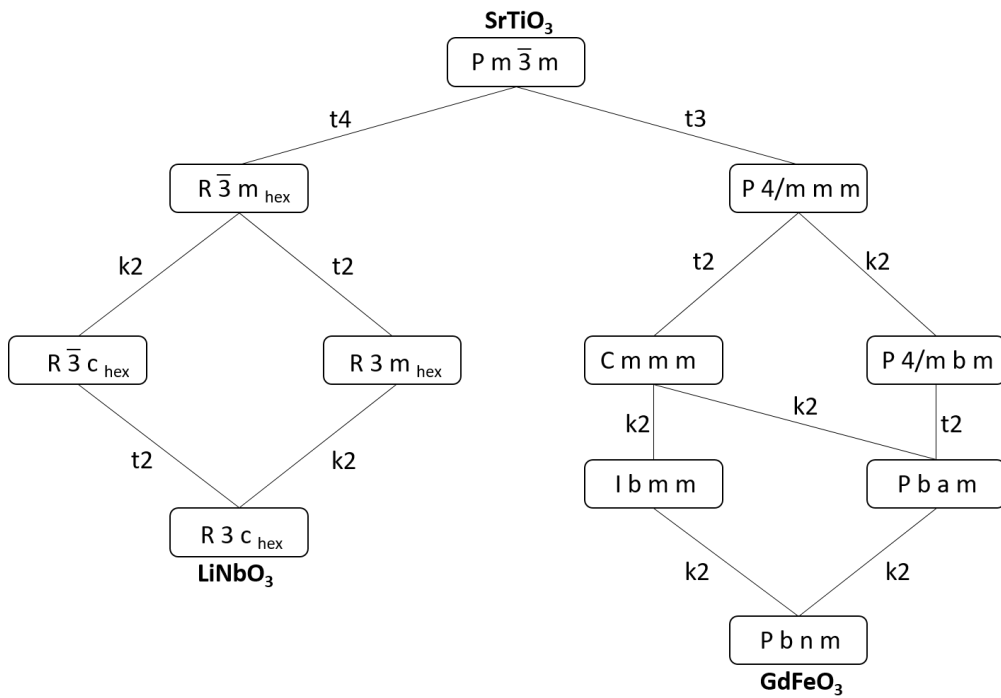 SrTiO₃
P m 3̅ m
t4
t3
R 3̅ m hex
P 4/m m m
k2
t2
t2
k2
R 3̅ c hex
R 3 m hex
C m m m
P 4/m b m
k2
k2
t2
t2
k2
I b m m
P b a m
R 3 c hex
LiNbO₃
k2
k2
P b n m
GdFeO₃